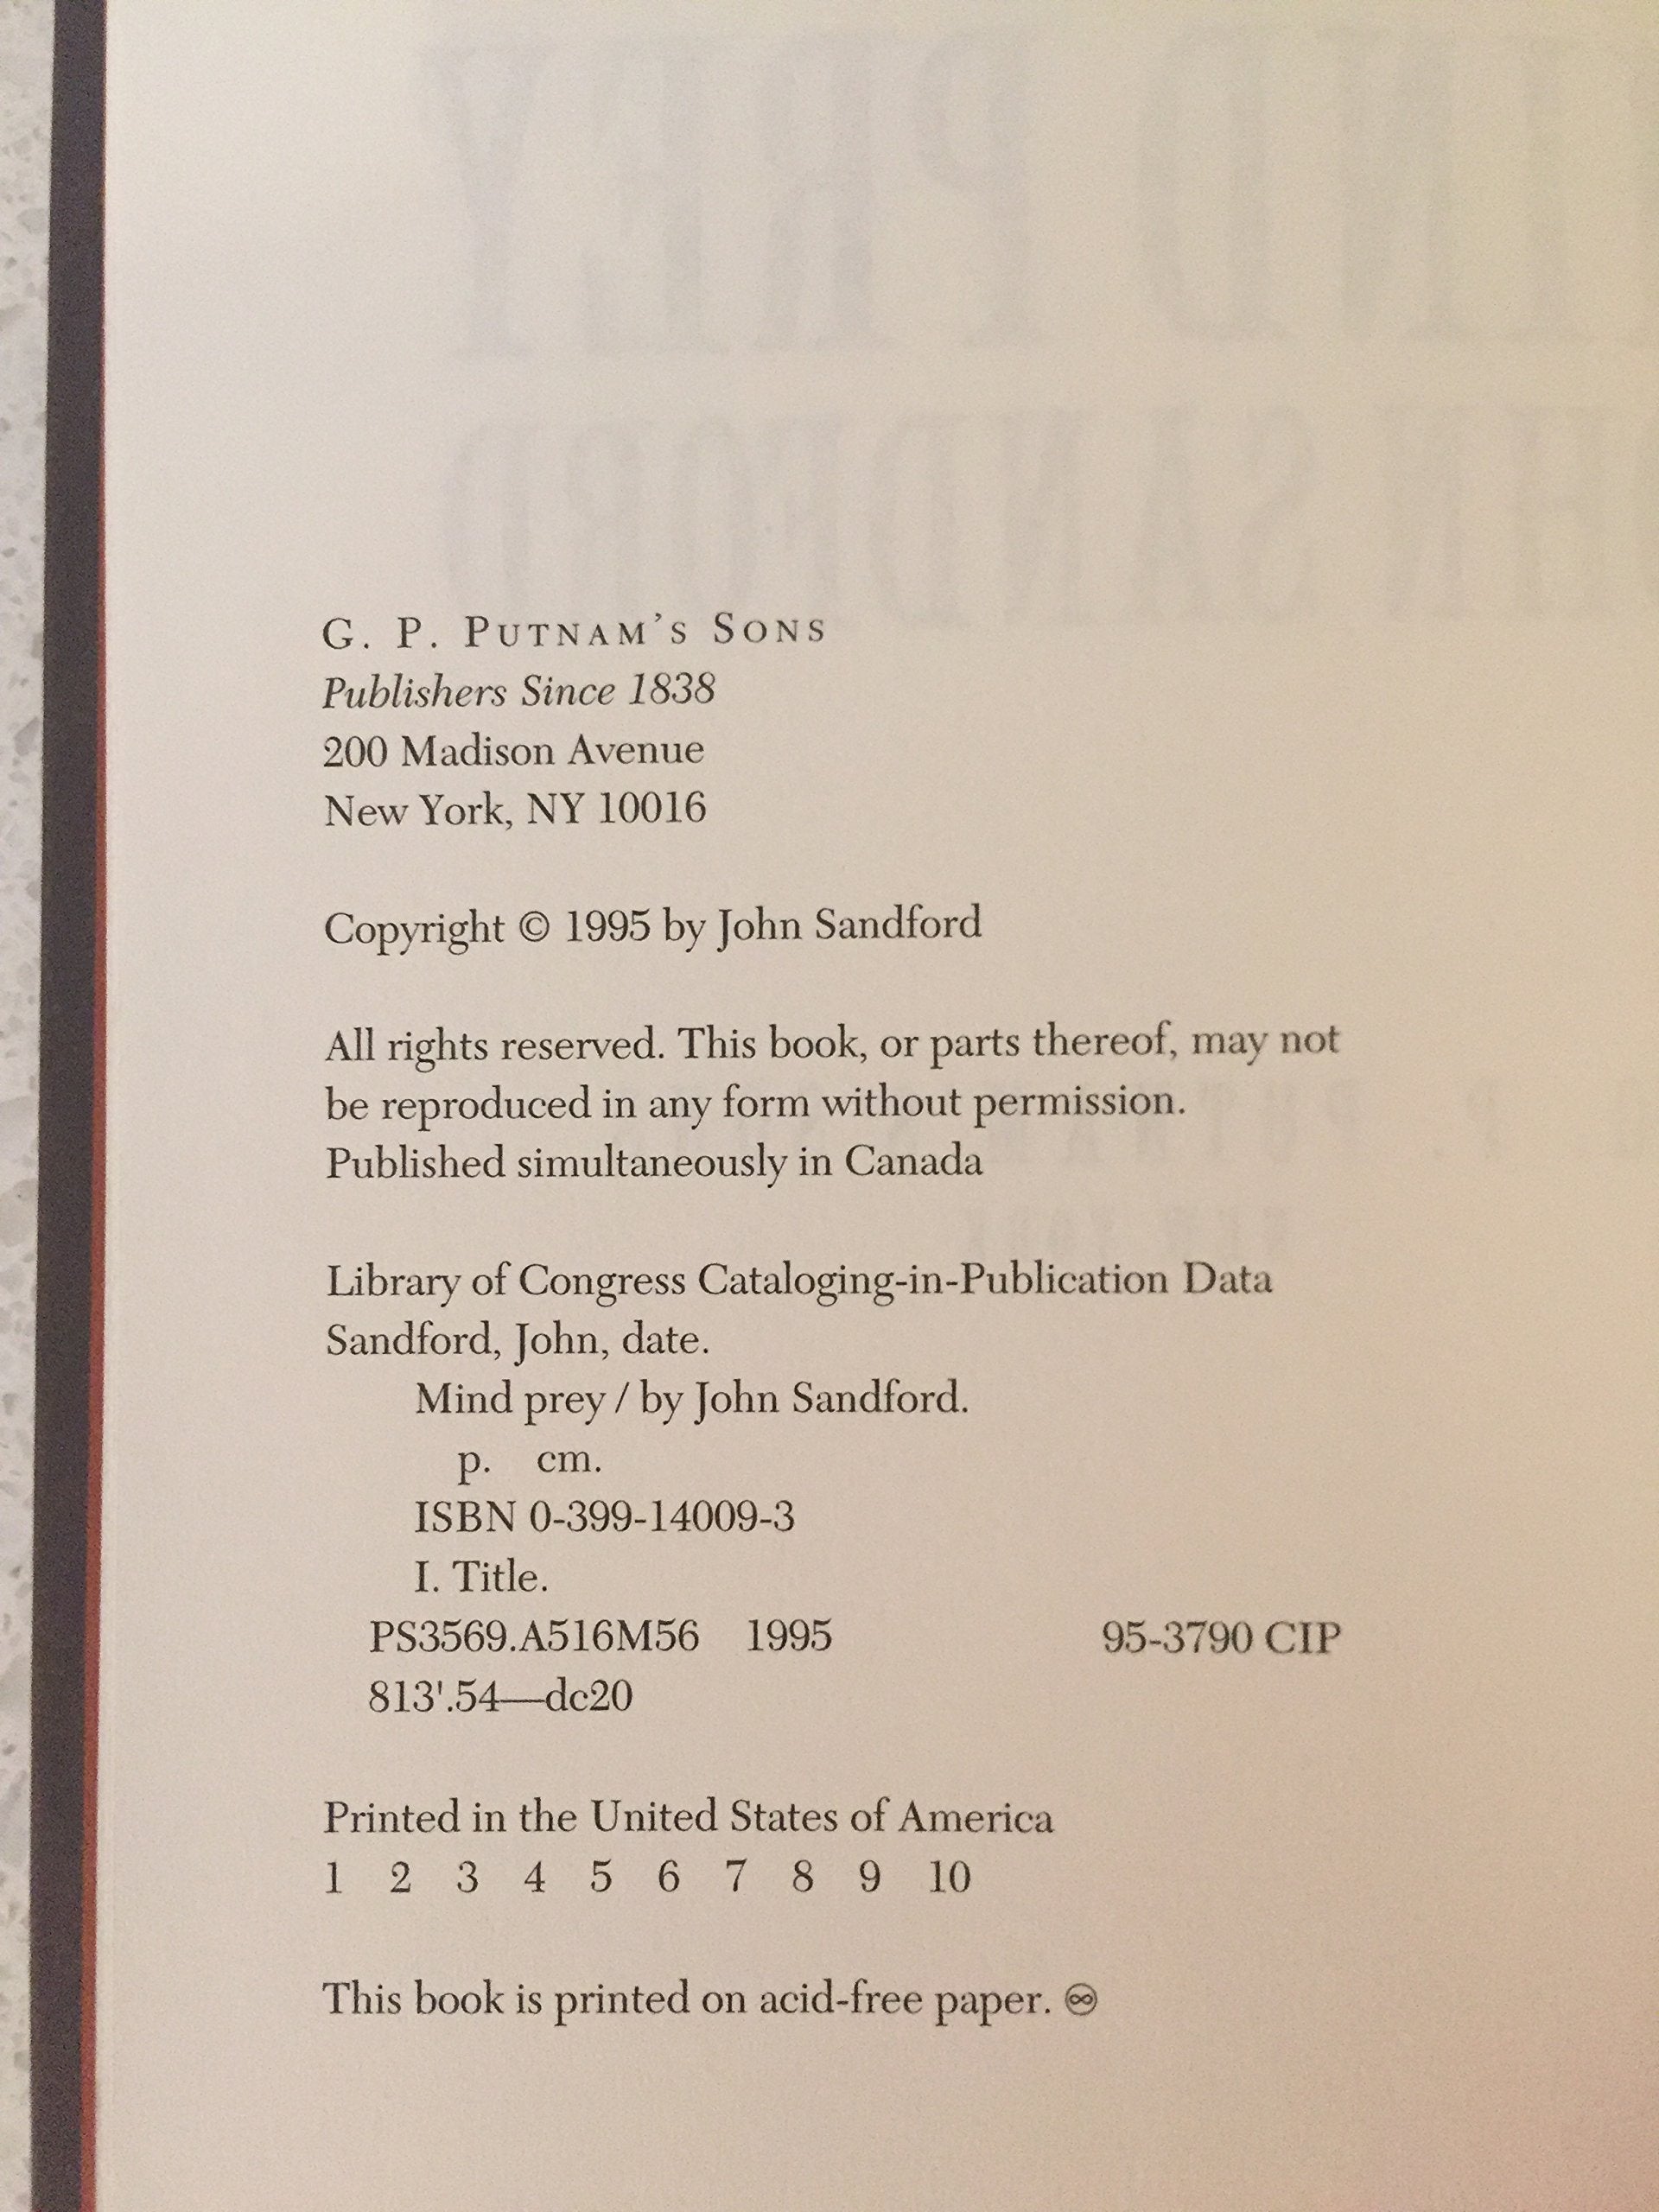 G. P. Putnam's Sons
Publishers Since 1838
200 Madison Avenue
New York, NY 10016
Copyright © 1995 by John Sandford
All rights reserved. This book, or parts thereof, may not
be reproduced in any form without permission.
Published simultaneously in Canada
Library of Congress Cataloging-in-Publication Data
Sandford, John, date.
Mind prey / by John Sandford.
p. cm.
ISBN 0-399-14009-3
I. Title.
PS3569.A516M56 1995 95-3790 CIP
813'.54—dc20
Printed in the United States of America
1 2 3 4 5 6 7 8 9 10
This book is printed on acid-free paper. ♾